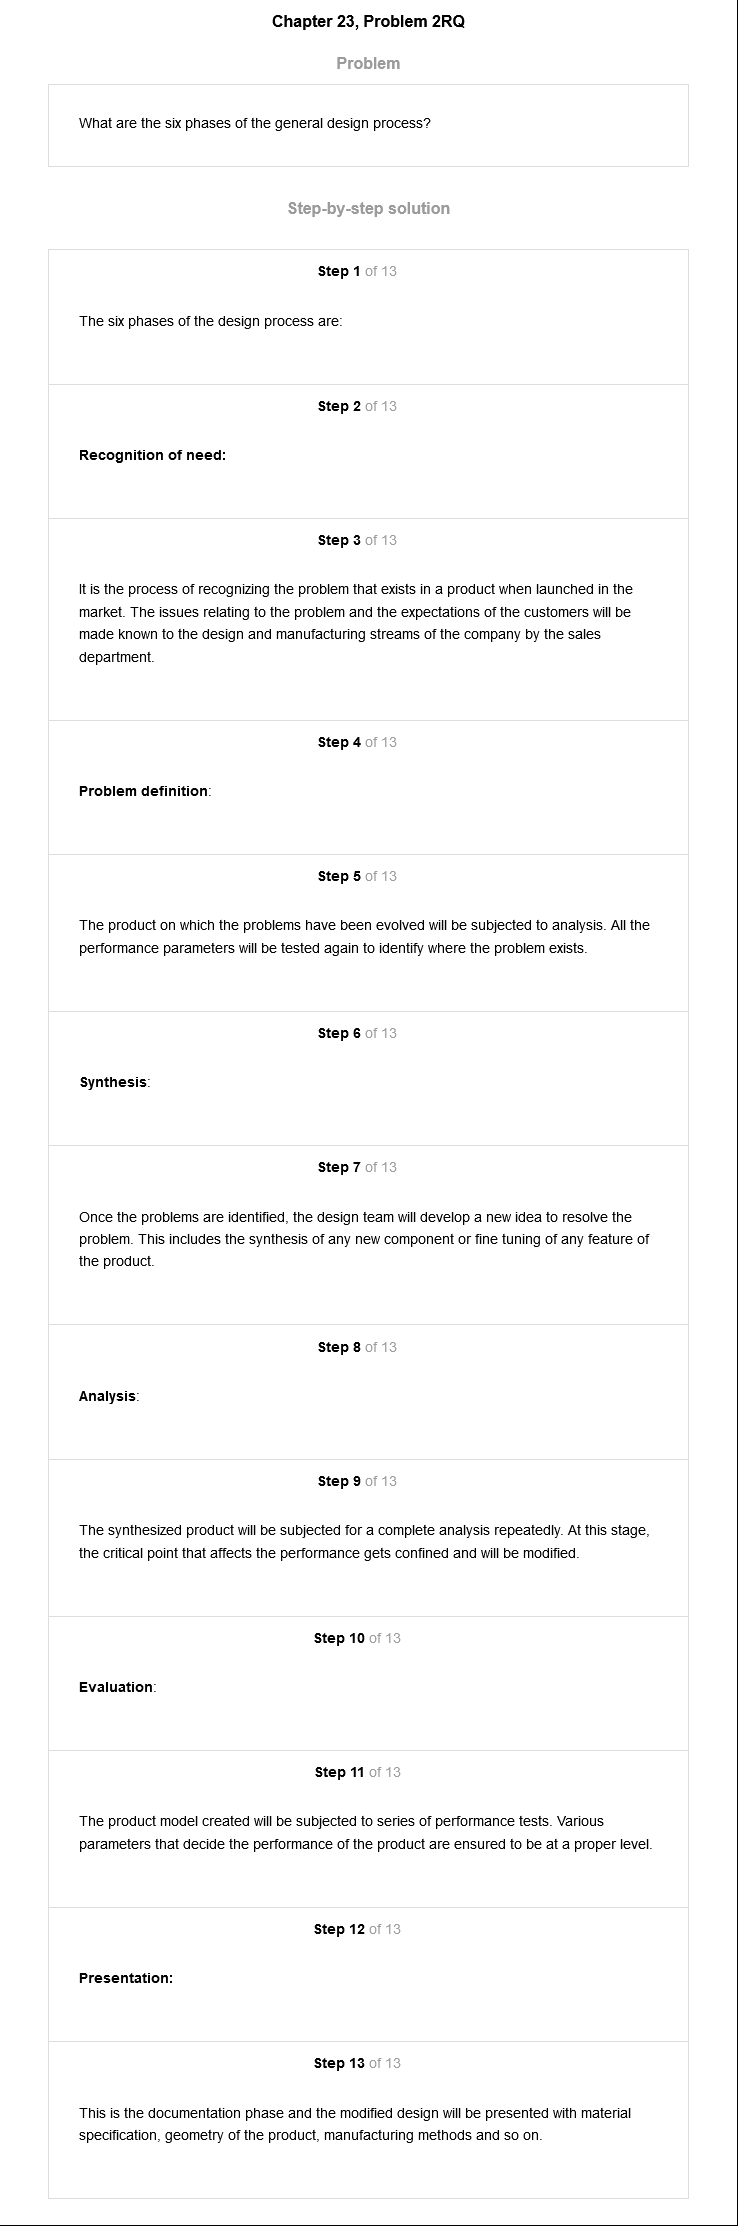 Chapter 23, Problem 2RQ
Problem
What are the six phases of the general design process?
Step-by-step solution
Step 1 of 13
The six phases of the design process are:
Step 2 of 13
Recognition of need:
Step 3 of 13
It is the process of recognizing the problem that exists in a product when launched in the
market. The issues relating to the problem and the expectations of the customers will be
made known to the design and manufacturing streams of the company by the sales
department.
Step 4 of 13
Problem definition:
Step 5 of 13
The product on which the problems have been evolved will be subjected to analysis. All the
performance parameters will be tested again to identify where the problem exists.
Step 6 of 13
Synthesis:
Step 7 of 13
Once the problems are identified, the design team will develop a new idea to resolve the
problem. This includes the synthesis of any new component or fine tuning of any feature of
the product.
Step 8 of 13
Analysis:
Step 9 of 13
The synthesized product will be subjected for a complete analysis repeatedly. At this stage,
the critical point that affects the performance gets confined and will be modified.
Step 10 of 13
Evaluation:
Step 11 of 13
The product model created will be subjected to series of performance tests. Various
parameters that decide the performance of the product are ensured to be at a proper level.
Step 12 of 13
Presentation:
Step 13 of 13
This is the documentation phase and the modified design will be presented with material
specification, geometry of the product, manufacturing methods and so on.